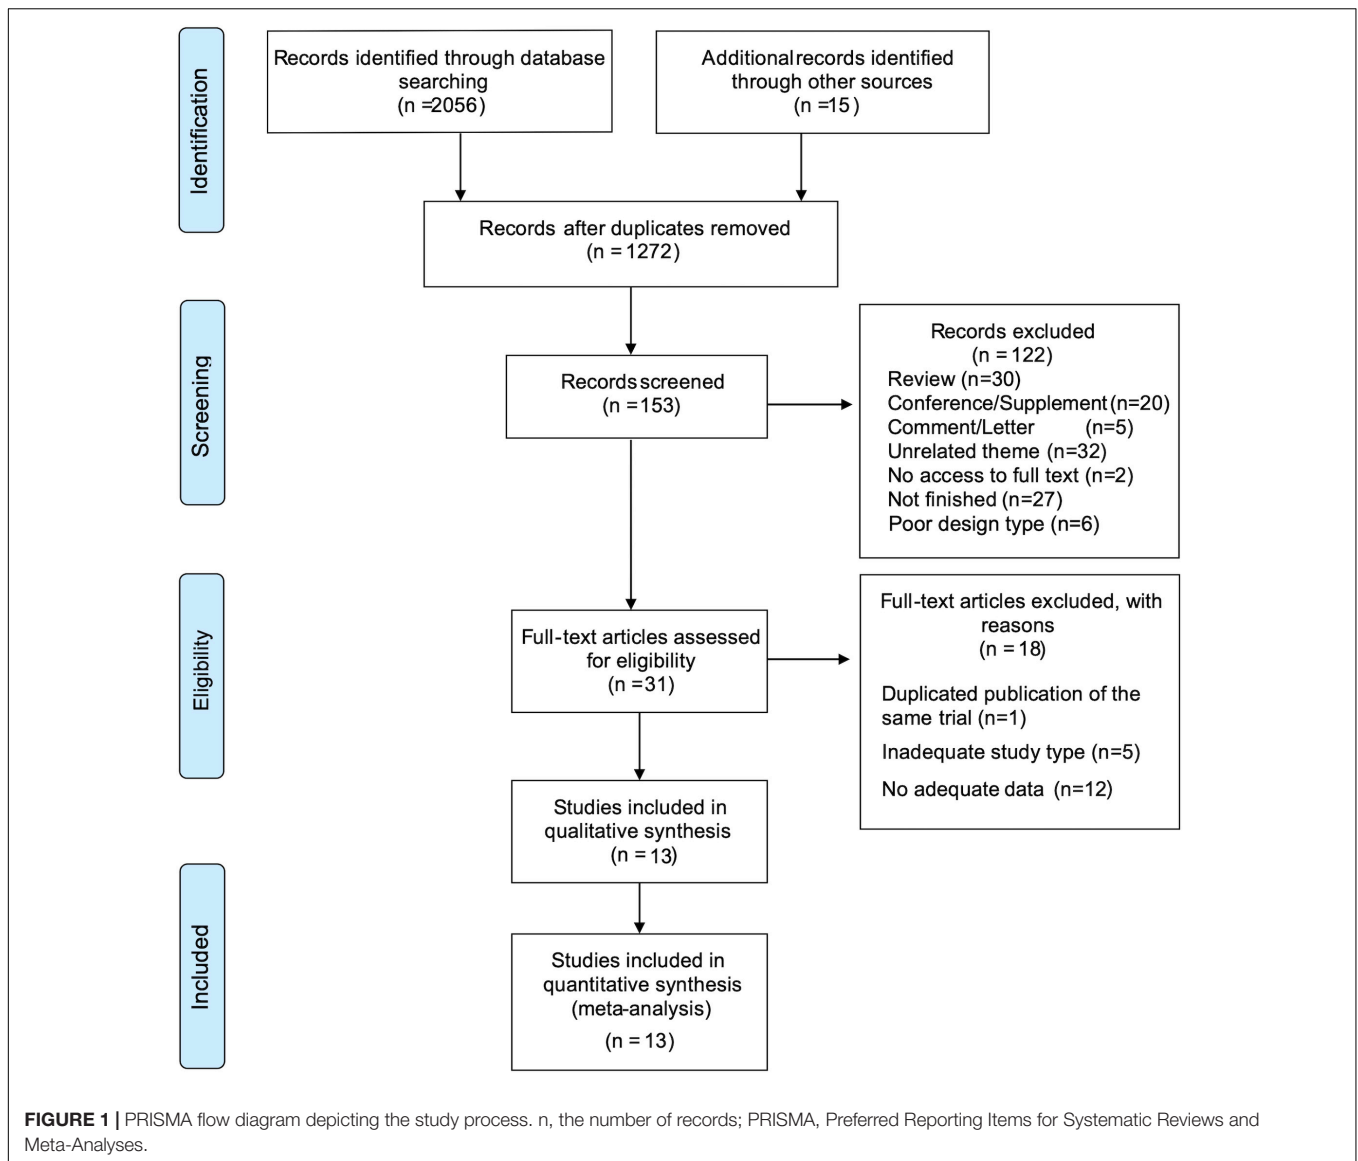 Identification
Records identified through database
searching
(n =2056)
Additional records identified
through other sources
(n =15)
Records after duplicates removed
(n = 1272)
Screening
Records screened
(n = 153)
Records excluded
(n = 122)
Review (n=30)
Conference/Supplement (n=20)
Comment/Letter (n=5)
Unrelated theme (n=32)
No access to full text (n=2)
Not finished (n=27)
Poor design type (n=6)
Eligibility
Full-text articles assessed
for eligibility
(n = 31)
Full-text articles excluded, with
reasons
(n = 18)
Duplicated publication of the
same trial (n=1)
Inadequate study type (n=5)
No adequate data (n=12)
Studies included in
qualitative synthesis
(n = 13)
Included
Studies included in
quantitative synthesis
(meta-analysis)
(n = 13)
FIGURE 1 | PRISMA flow diagram depicting the study process. n, the number of records; PRISMA, Preferred Reporting Items for Systematic Reviews and
Meta-Analyses.